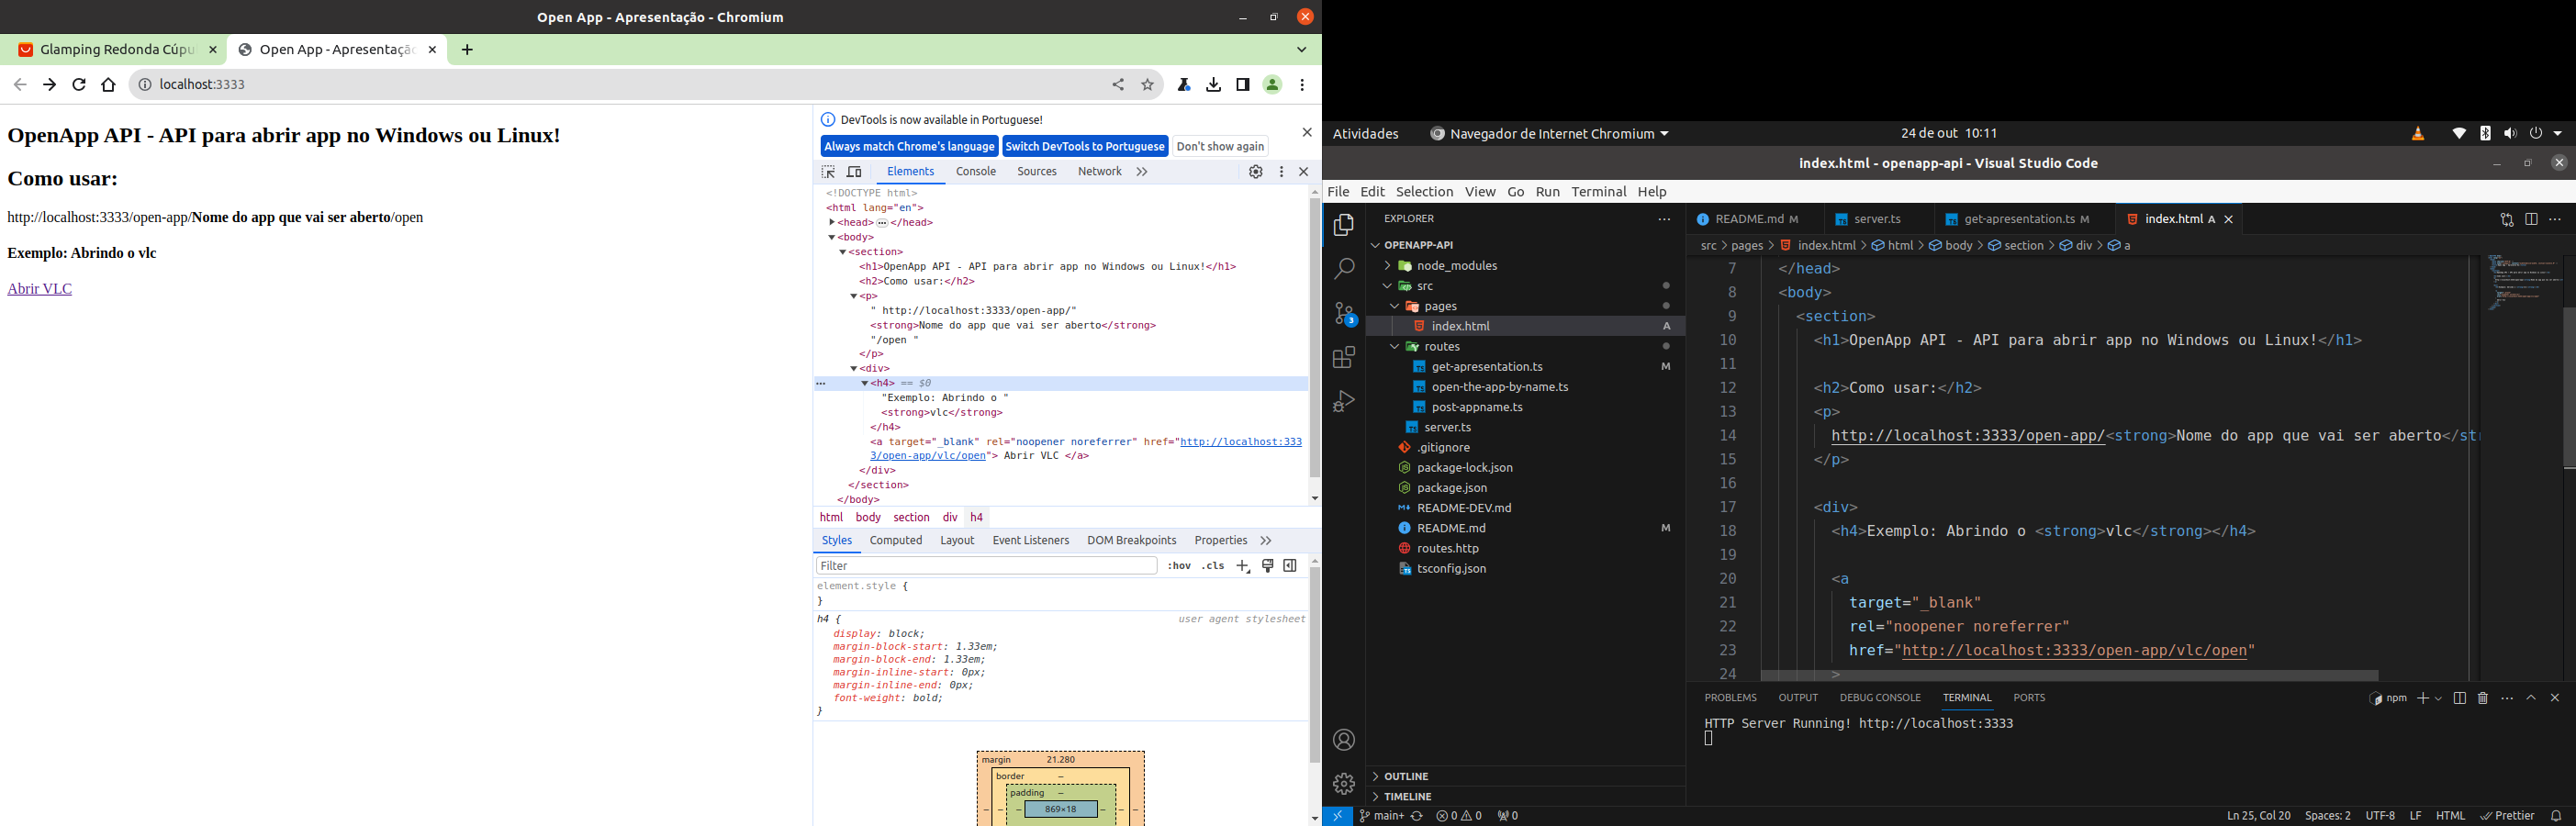 Open App - Apresentação - Chromium
Glamping Redonda Cúpu
Open App - Apresentaçã
localhost:3333
OpenApp API - API para abrir app no Windows ou Linux!
Como usar:
http://localhost:3333/open-app/Nome do app que vai ser aberto/open
Exemplo: Abrindo o vlc
Abrir VLC
DevTools is now available in Portuguese!
Always match Chrome's language Switch DevTools to Portuguese Don't show again
Elements Console Sources Network
<!DOCTYPE html>
<html lang="en">
<head> ••• </head>
<body>
<section>
<h1>OpenApp API - API para abrir app no Windows ou Linux!</h1>
<h2>Como usar:</h2>
<p>
" http://localhost:3333/open-app/"
<strong>Nome do app que vai ser aberto</strong>
"/open "
</p>
<div>
<h4> == $0
"Exemplo: Abrindo o "
<strong>vlc</strong>
</h4>
<a target="_blank" rel="noopener noreferrer" href="http://localhost:333
3/open-app/vlc/open"> Abrir VLC </a>
</div>
</section>
</body>
html body section div h4
Styles Computed Layout Event Listeners DOM Breakpoints Properties
Filter :hov .cls
element.style {
}
h4 { user agent stylesheet
display: block;
margin-block-start: 1.33em;
margin-block-end: 1.33em;
margin-inline-start: 0px;
margin-inline-end: 0px;
font-weight: bold;
}
margin 21.280
border –
padding –
869×18
Atividades Navegador de Internet Chromium 24 de out 10:11
index.html - openapp-api - Visual Studio Code
File Edit Selection View Go Run Terminal Help
EXPLORER
OPENAPP-API
node_modules
src
pages
index.html A
routes
get-apresentation.ts M
open-the-app-by-name.ts
post-appname.ts
server.ts
.gitignore
package-lock.json
package.json
README-DEV.md
README.md M
routes.http
tsconfig.json
OUTLINE
TIMELINE
3
README.md M server.ts get-apresentation.ts M index.html A
src > pages > index.html > html > body > section > div > a
7 </head>
8 <body>
9 <section>
10 <h1>OpenApp API - API para abrir app no Windows ou Linux!</h1>
11
12 <h2>Como usar:</h2>
13 <p>
14 http://localhost:3333/open-app/<strong>Nome do app que vai ser aberto</str
15 </p>
16
17 <div>
18 <h4>Exemplo: Abrindo o <strong>vlc</strong></h4>
19
20 <a
21 target="_blank"
22 rel="noopener noreferrer"
23 href="http://localhost:3333/open-app/vlc/open"
24 >
PROBLEMS OUTPUT DEBUG CONSOLE TERMINAL PORTS npm
HTTP Server Running! http://localhost:3333
main+ 0 0 0 Ln 25, Col 20 Spaces: 2 UTF-8 LF HTML Prettier